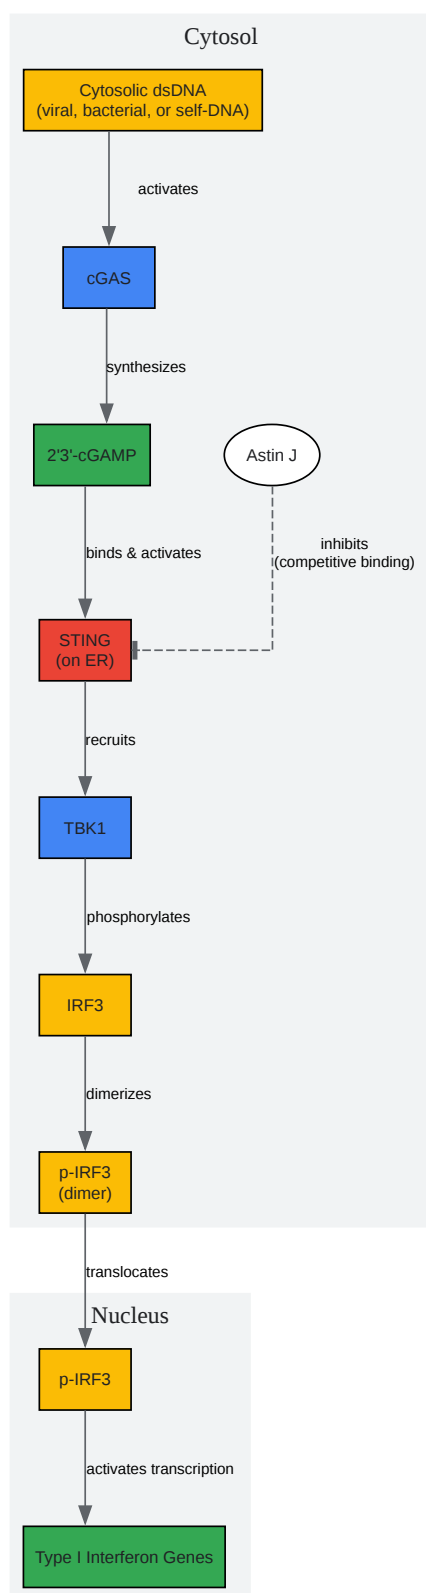 Cytosol
Cytosolic dsDNA
(viral, bacterial, or self-DNA)
activates
cGAS
synthesizes
2'3'-cGAMP
Astin J
binds & activates
inhibits
(competitive binding)
STING
(on ER)
recruits
TBK1
phosphorylates
IRF3
dimerizes
p-IRF3
(dimer)
translocates
Nucleus
p-IRF3
activates transcription
Type I Interferon Genes